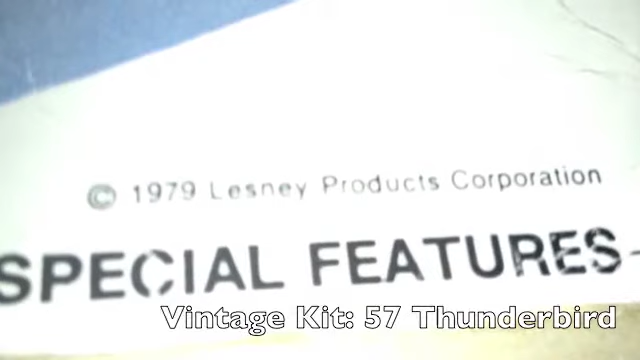 © 1979 Lesney Products Corporation
SPECIAL FEATURES-
Vintage Kit: 57 Thunderbird